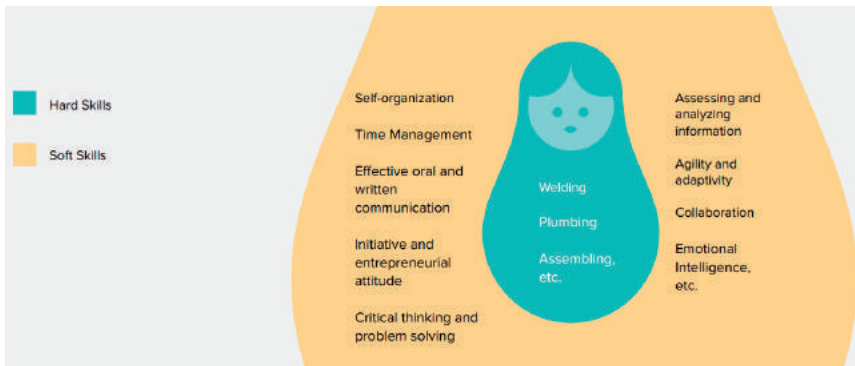 Hard Skills
Soft Skills
Self-organization
Time Management
Effective oral and
written
communication
Initiative and
entrepreneurial
attitude
Critical thinking and
problem solving
Welding
Plumbing
Assembling,
etc.
Assessing and
analyzing
information
Agility and
adaptivity
Collaboration
Emotional
Intelligence,
etc.